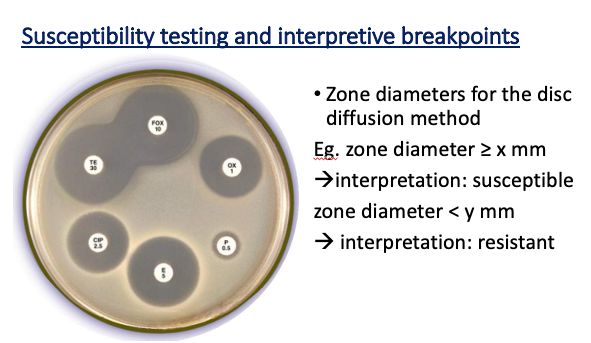 Susceptibility testing and interpretive breakpoints
• Zone diameters for the disc
diffusion method
Eg. zone diameter ≥ x mm
→interpretation: susceptible
zone diameter < y mm
→ interpretation: resistant
FOX
10
TE
30
OX
1
CIP
2.5
P
0.5
E
5